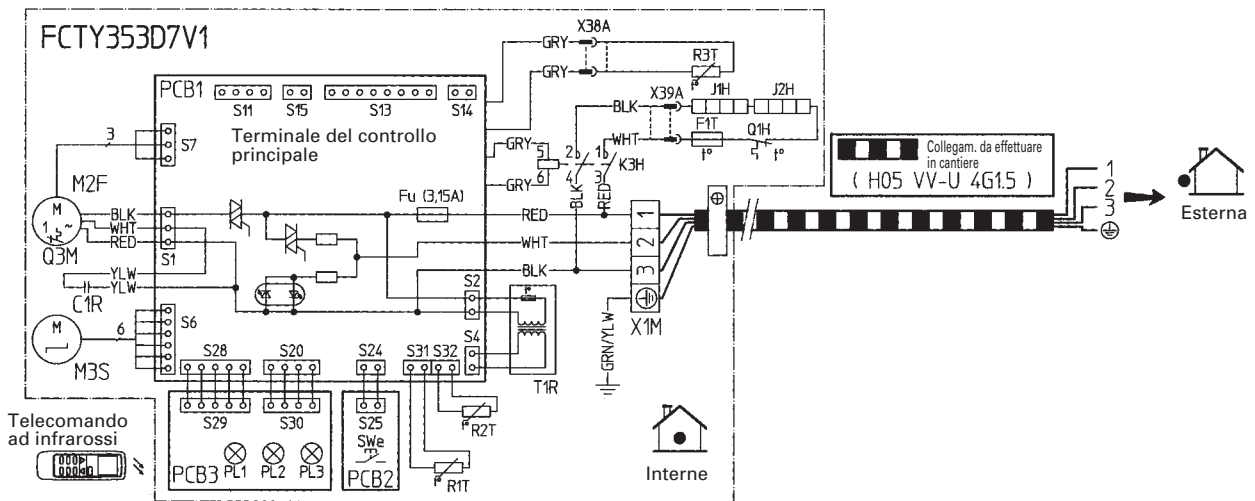 FCTY353D7V1
X38A
GRY
GRY
R3T
t°
PCB1
S11
S15
S13
S14
Terminale del controllo
principale
3
S7
X39A
BLK
J1H
J2H
WHT
F1T
t°
Q1H
t°
GRY
5
2
1
K3H
GRY
6
4
3
BLK
RED
Collegam. da effettuare
in cantiere
( H05 VV-U 4G1.5 )
1
2
3
Esterna
M2F
M
1 ~
Q3M
BLK
WHT
RED
S1
Fu (3,15A)
RED
1
WHT
2
BLK
3
X1M
YLW
YLW
C1R
S2
S4
T1R
GRN/YLW
M
6
S6
M3S
S28
S20
S24
S31
S32
S29
S30
S25
t°
R2T
SWe
PL1
PL2
PL3
PCB3
PCB2
t°
R1T
Telecomando
ad infrarossi
Interne